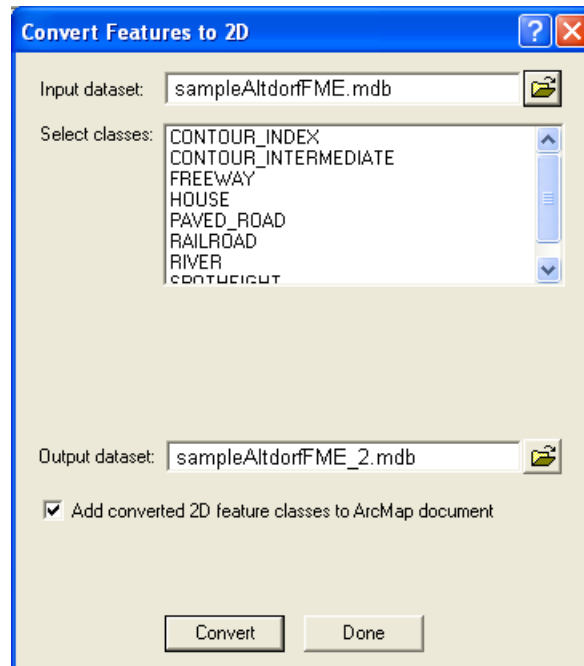 Convert Features to 2D
Input dataset: sampleAltdorfFME.mdb
Select classes: CONTOUR_INDEX
CONTOUR_INTERMEDIATE
FREEWAY
HOUSE
PAVED_ROAD
RAILROAD
RIVER
SPOTHEIGHT
Output dataset: sampleAltdorfFME_2.mdb
Add converted 2D feature classes to ArcMap document
Convert Done